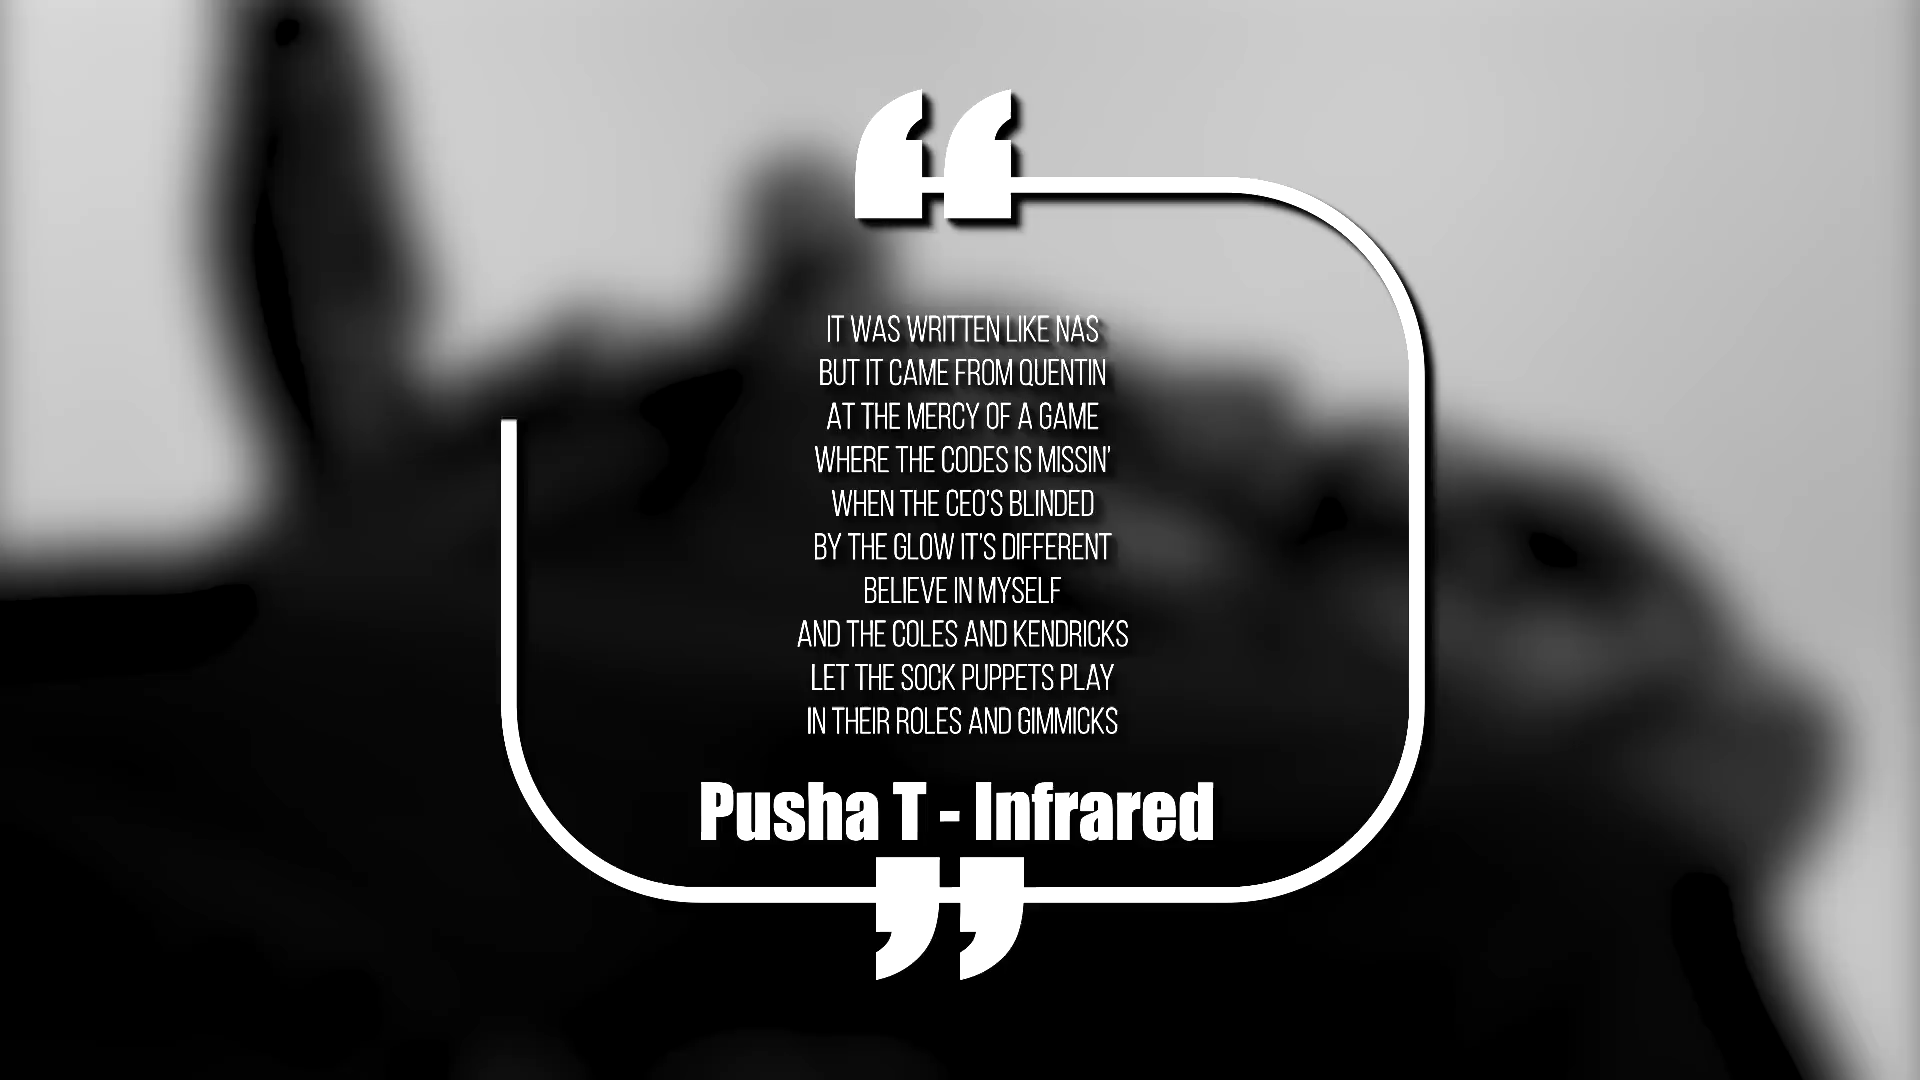 IT WAS WRITTEN LIKE NAS
BUT IT CAME FROM QUENTIN
AT THE MERCY OF A GAME
WHERE THE CODES IS MISSIN'
WHEN THE CEO'S BLINDED
BY THE GLOW IT'S DIFFERENT
BELIEVE IN MYSELF
AND THE COLES AND KENDRICKS
LET THE SOCK PUPPETS PLAY
IN THEIR ROLES AND GIMMICKS
Pusha T - Infrared